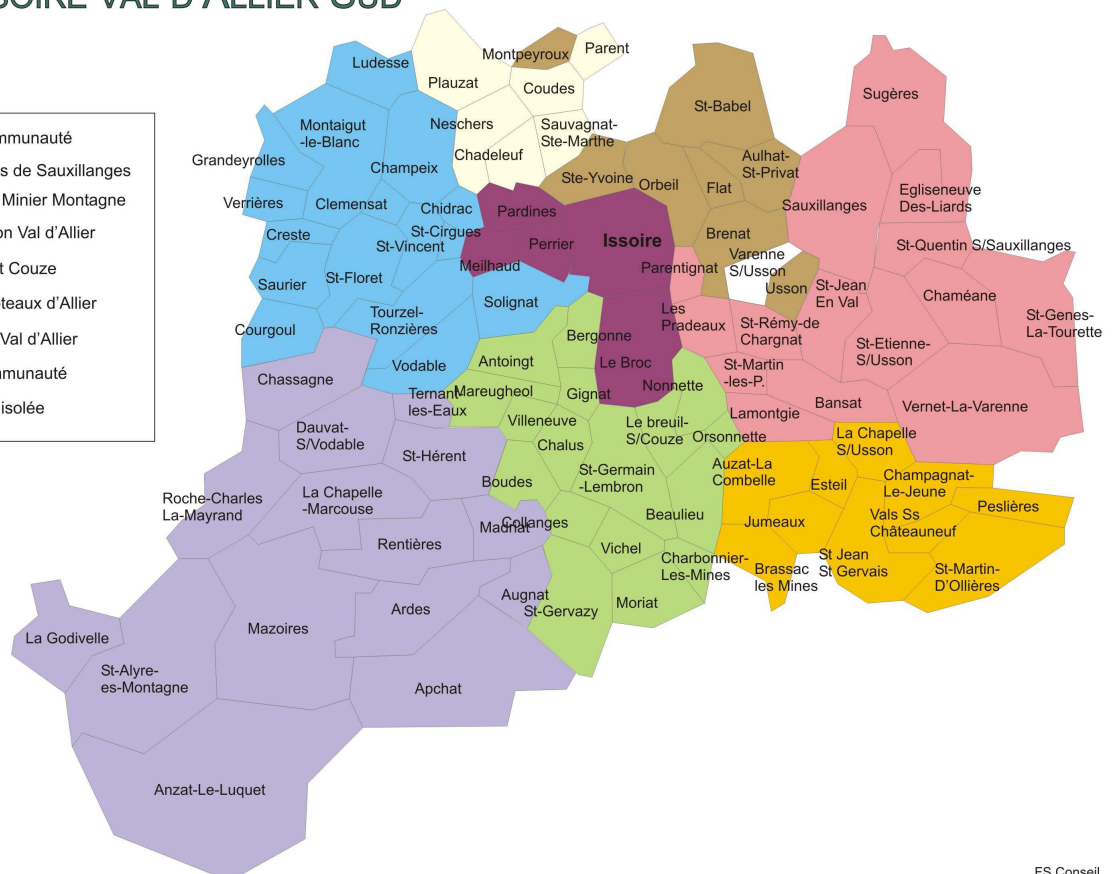 SOIRE VAL D'ALLIER SUD
mmunauté
s de Sauxillanges
Minier Montagne
on Val d'Allier
t Couze
oteaux d'Allier
Val d'Allier
mmunauté
isolée
Ludesse
Montpeyroux
Parent
Plauzat
Coudes
Sugères
St-Babel
Montaigut
-le-Blanc
Neschers
Sauvagnat-
Ste-Marthe
Grandeyrolles
Champeix
Chadeleuf
Aulhat-
St-Privat
Ste-Yvoine
Orbeil
Flat
Egliseneuve
Des-Liards
Verrières
Clemensat
Chidrac
Pardines
Sauxillanges
Creste
St-Cirgues
St-Vincent
Perrier
Issoire
Brenat
St-Quentin S/Sauxillanges
Meilhaud
Parentignat
Varenne
S/Usson
Usson
Saurier
St-Floret
St-Jean
En Val
Chaméane
Solignat
Courgoul
Tourzel-
Ronzières
Les
Pradeaux
St-Rémy-de
Chargnat
St-Genes-
La-Tourette
Bergonne
St-Etienne-
S/Usson
Vodable
Antoingt
Le Broc
St-Martin
-les-P.
Chassagne
Ternant-
les-Eaux
Mareugheol
Gignat
Nonnette
Bansat
Vernet-La-Varenne
Lamontgie
Villeneuve
Le breuil-
S/Couze
Orsonnette
La Chapelle
S/Usson
Dauvat-
S/Vodable
Chalus
St-Hérent
St-Germain
-Lembron
Auzat-La
Combelle
Esteil
Champagnat-
Le-Jeune
Boudes
Roche-Charles
La-Mayrand
La Chapelle
-Marcouse
Peslières
Madriat
Collanges
Beaulieu
Jumeaux
Vals Ss
Châteauneuf
Rentières
Vichel
Charbonnier-
Les-Mines
Brassac
les Mines
St Jean
St Gervais
St-Martin-
D'Ollières
Augnat
Ardes
St-Gervazy
Moriat
La Godivelle
Mazoires
St-Alyre-
es-Montagne
Apchat
Anzat-Le-Luquet
FS Conseil